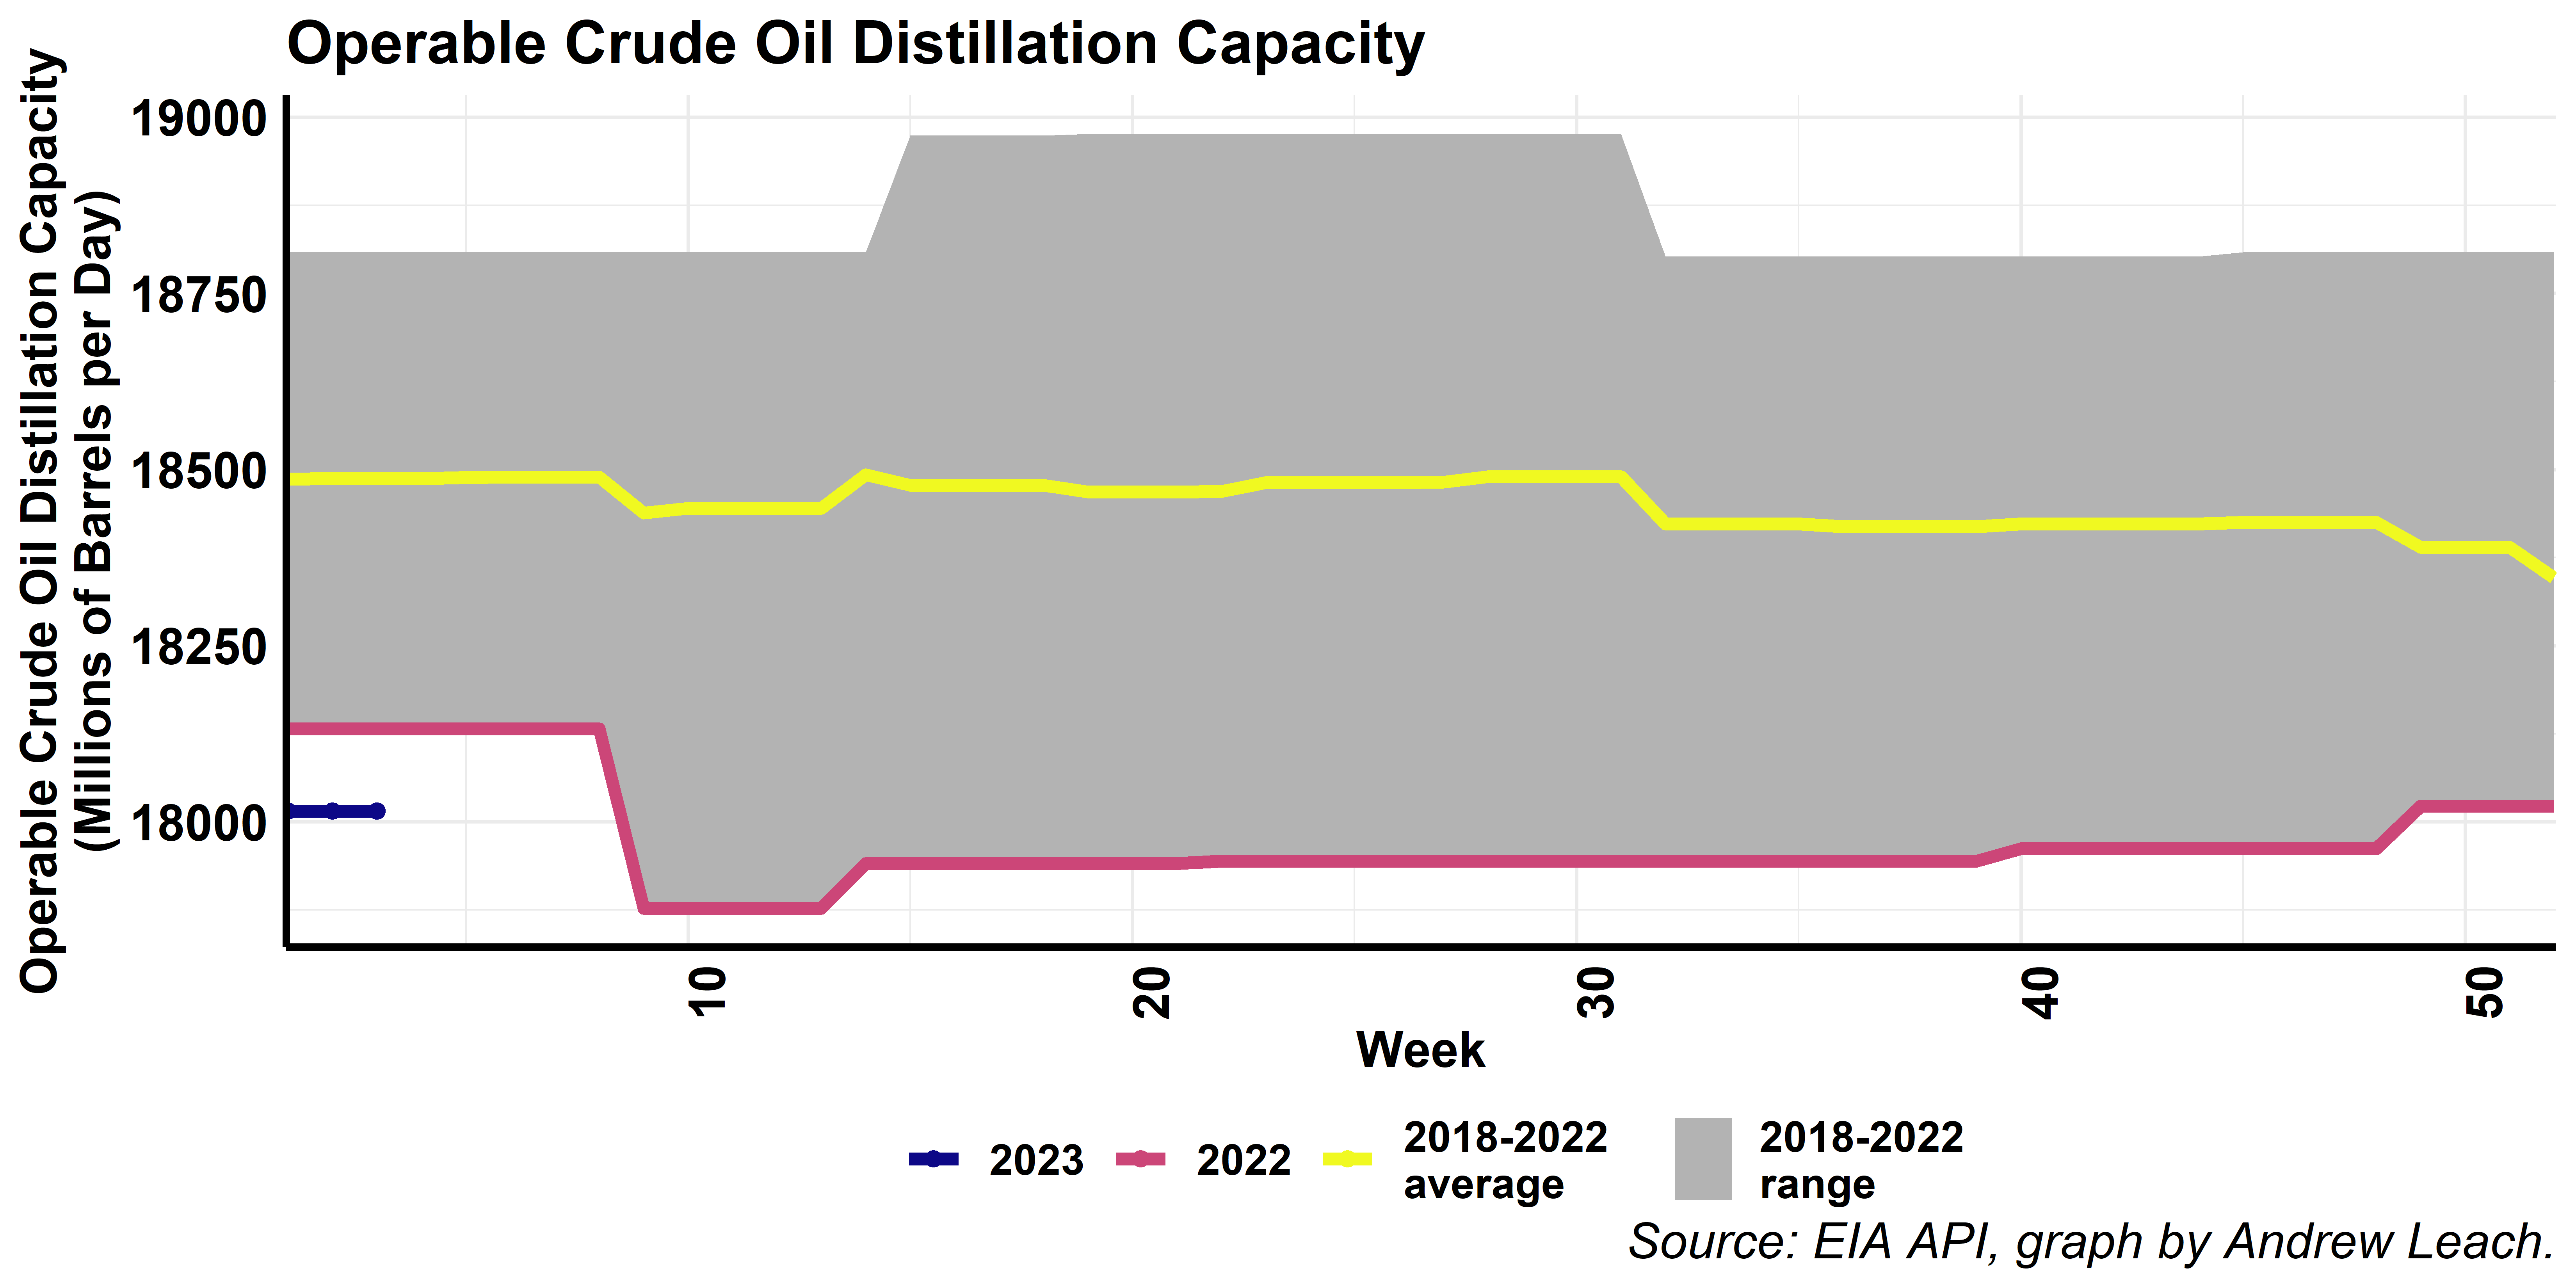 Operable Crude Oil Distillation Capacity
Operable Crude Oil Distillation Capacity
(Millions of Barrels per Day)
19000
18750
18500
18250
18000
10
20
30
40
50
Week
2023
2022
2018-2022
average
2018-2022
range
Source: EIA API, graph by Andrew Leach.